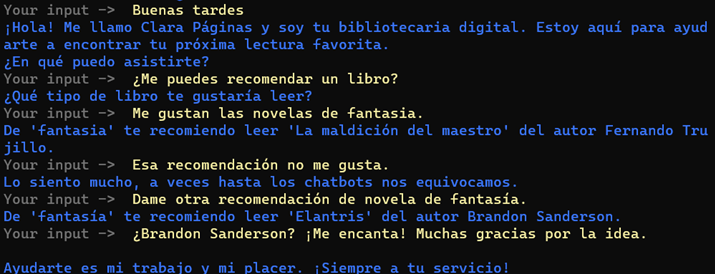 Your input ->  Buenas tardes
¡Hola! Me llamo Clara Páginas y soy tu bibliotecaria digital. Estoy aquí para ayud
arte a encontrar tu próxima lectura favorita.
¿En qué puedo asistirte?
Your input ->  ¿Me puedes recomendar un libro?
¿Qué tipo de libro te gustaría leer?
Your input ->  Me gustan las novelas de fantasia.
De 'fantasia' te recomiendo leer 'La maldición del maestro' del autor Fernando Tru
jillo.
Your input ->  Esa recomendación no me gusta.
Lo siento mucho, a veces hasta los chatbots nos equivocamos.
Your input ->  Dame otra recomendación de novela de fantasía.
De 'fantasía' te recomiendo leer 'Elantris' del autor Brandon Sanderson.
Your input ->  ¿Brandon Sanderson? ¡Me encanta! Muchas gracias por la idea.
Ayudarte es mi trabajo y mi placer. ¡Siempre a tu servicio!